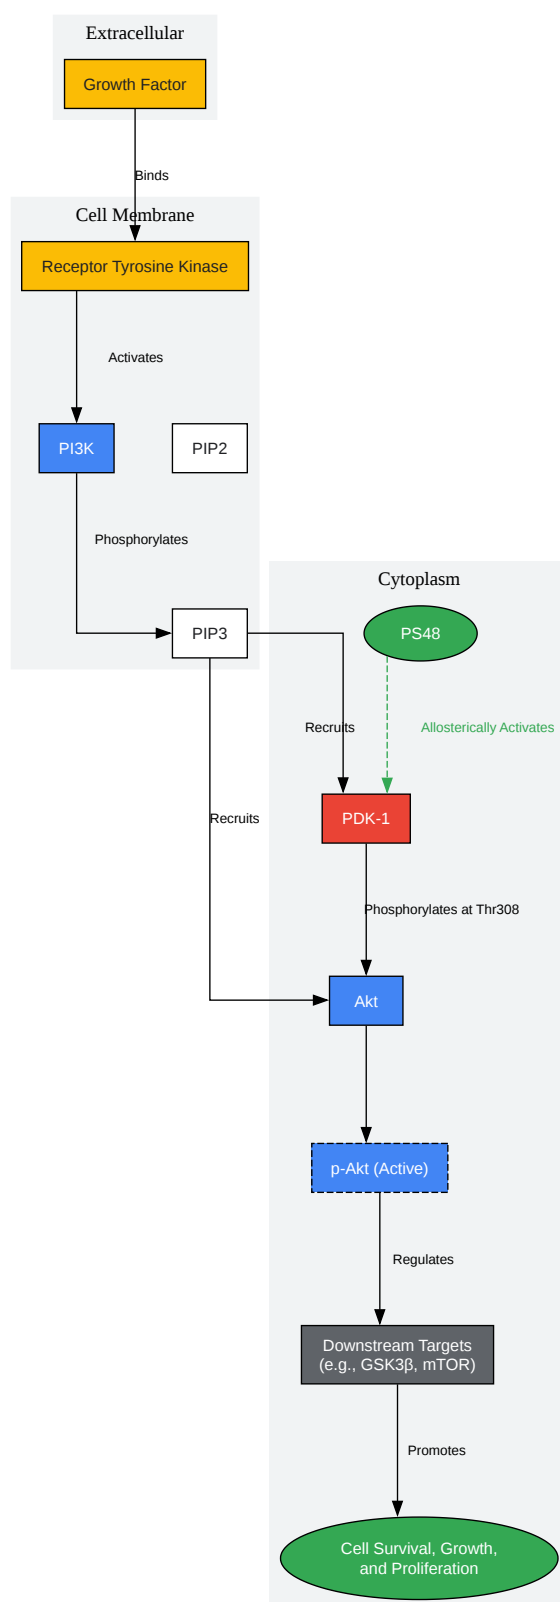 Extracellular
Growth Factor
Binds
Cell Membrane
Receptor Tyrosine Kinase
Activates
PI3K
PIP2
Phosphorylates
Cytoplasm
PIP3
PS48
Recruits
Allosterically Activates
Recruits
PDK-1
Phosphorylates at Thr308
Akt
p-Akt (Active)
Regulates
Downstream Targets
(e.g., GSK3β, mTOR)
Promotes
Cell Survival, Growth,
and Proliferation